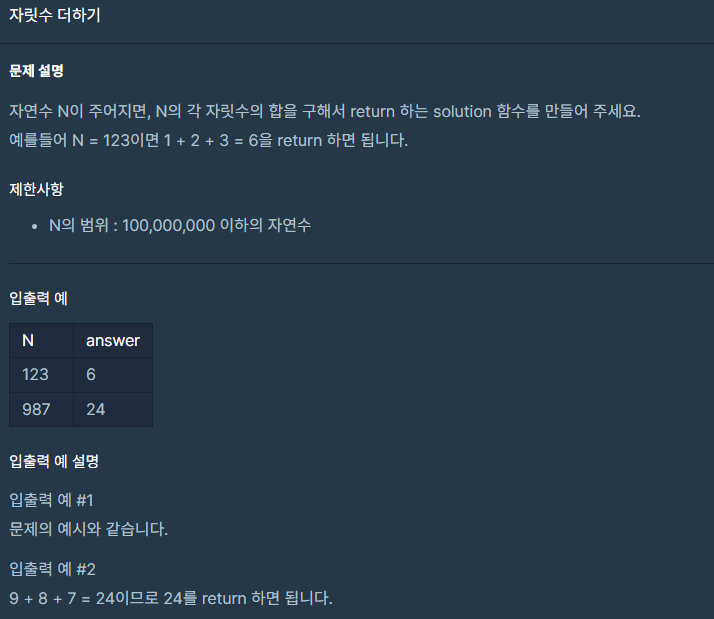 자릿수 더하기
문제 설명
자연수 N이 주어지면, N의 각 자릿수의 합을 구해서 return 하는 solution 함수를 만들어 주세요.
예를들어 N = 123이면 1 + 2 + 3 = 6을 return 하면 됩니다.
제한사항
• N의 범위 : 100,000,000 이하의 자연수
입출력 예
N answer
123 6
987 24
입출력 예 설명
입출력 예 #1
문제의 예시와 같습니다.
입출력 예 #2
9 + 8 + 7 = 24이므로 24를 return 하면 됩니다.